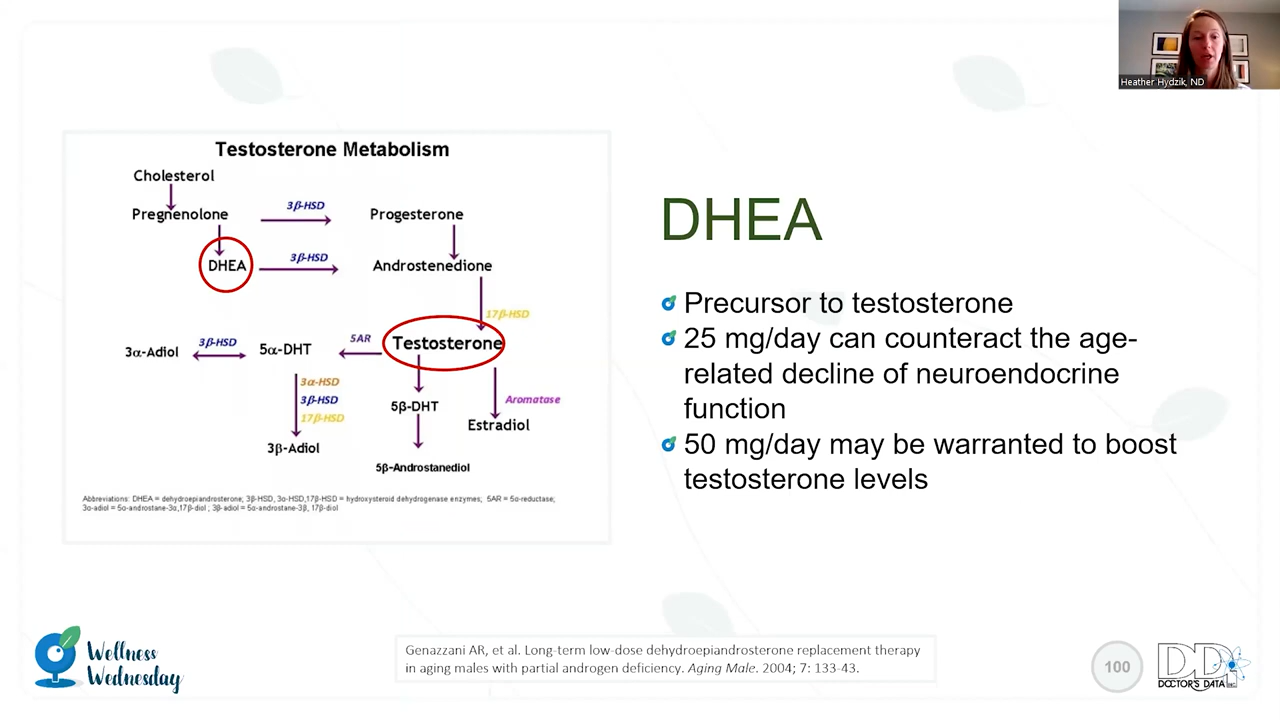 Heather Hydzik, ND
Testosterone Metabolism
Cholesterol
Pregnenolone
3β-HSD
Progesterone
DHEA
3β-HSD
Androstenedione
17β-HSD
3α-Adiol
3β-HSD
5α-DHT
5AR
Testosterone
3α-HSD
3β-HSD
17β-HSD
5β-DHT
Aromatase
Estradiol
3β-Adiol
5β-Androstanediol
Abbreviations: DHEA = dehydroepiandrosterone; 3β-HSD, 3α-HSD,17β-HSD = hydroxysteroid dehydrogenase enzymes; 5AR = 5α-reductase;
3α-adiol = 5α-androstane-3α,17β-diol ; 3β-adiol = 5α-androstane-3β, 17β-diol
DHEA
Precursor to testosterone
25 mg/day can counteract the age-
related decline of neuroendocrine
function
50 mg/day may be warranted to boost
testosterone levels
Wellness
Wednesday
Genazzani AR, et al. Long-term low-dose dehydroepiandrosterone replacement therapy
in aging males with partial androgen deficiency. Aging Male. 2004; 7: 133-43.
100
DDI
DOCTOR'S DATA INC.